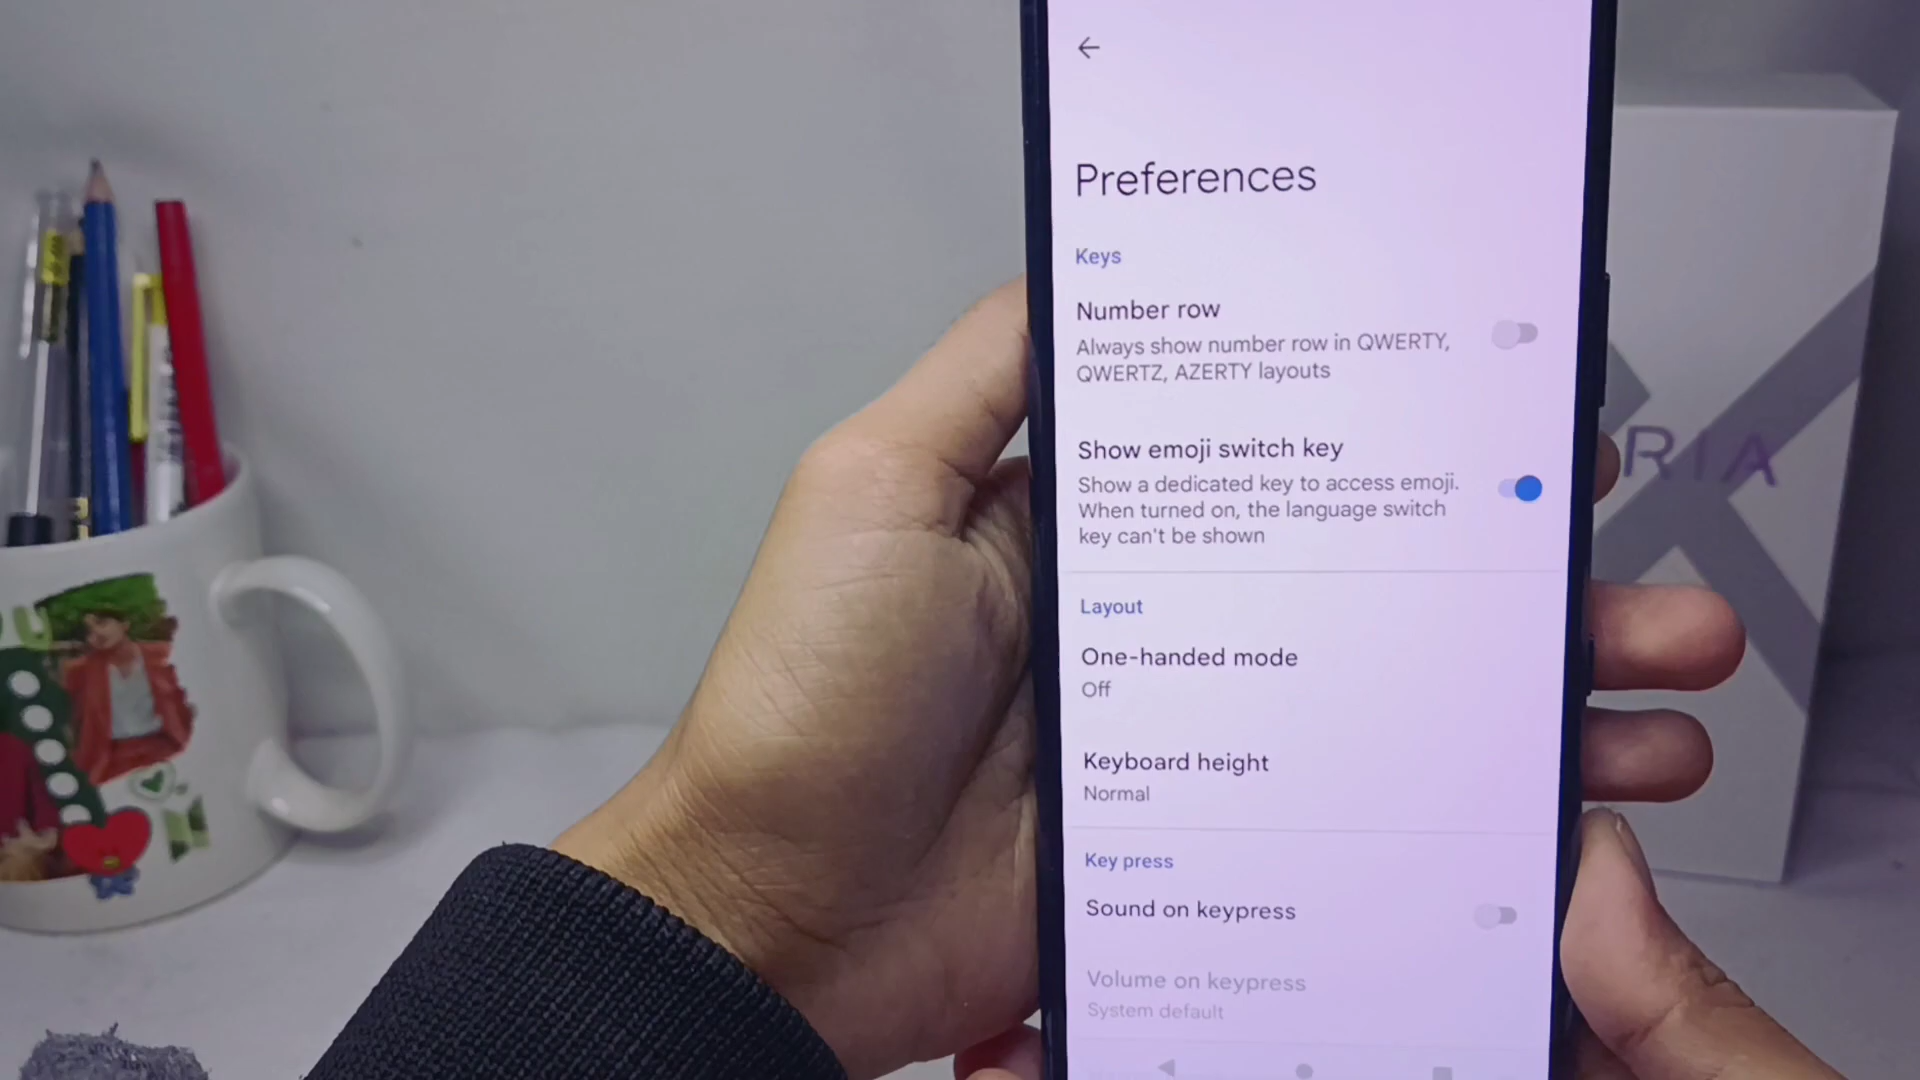 Preferences
Keys
Number row
Always show number row in QWERTY,
QWERTZ, AZERTY layouts
Show emoji switch key
Show a dedicated key to access emoji.
When turned on, the language switch
key can't be shown
Layout
One-handed mode
Off
Keyboard height
Normal
Key press
Sound on keypress
Volume on keypress
System default
RIA